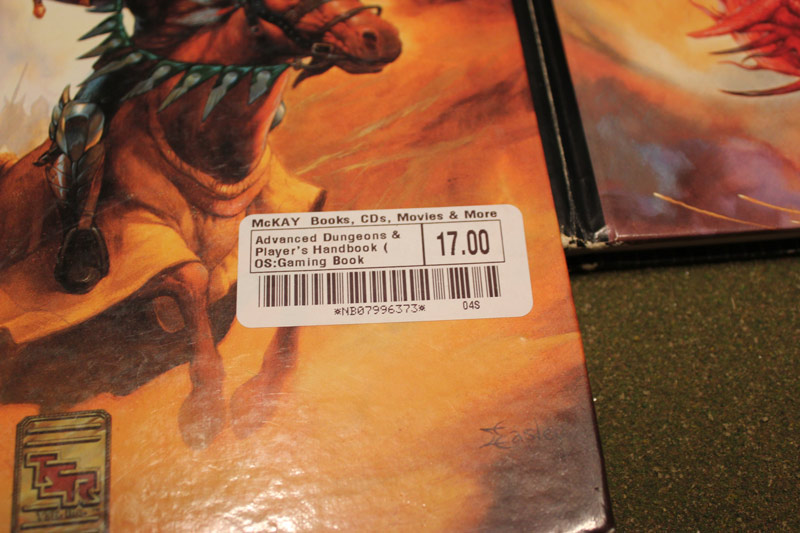 McKAY Books, CDs, Movies & More
Advanced Dungeons &
Player's Handbook (
OS:Gaming Book
17.00
*NB07996373*
04S
Easley
TSR